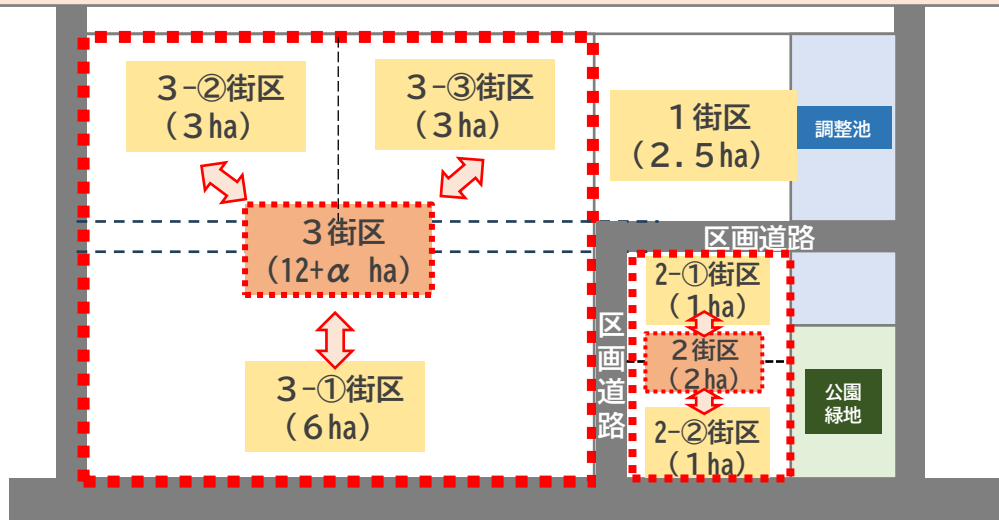 3-②街区
(3ha)
3-③街区
(3ha)
1街区
(2.5ha)
調整池
3街区
(12+α ha)
区画道路
2-①街区
(1ha)
区画道路
2街区
(2ha)
3-①街区
(6ha)
2-②街区
(1ha)
公園
緑地